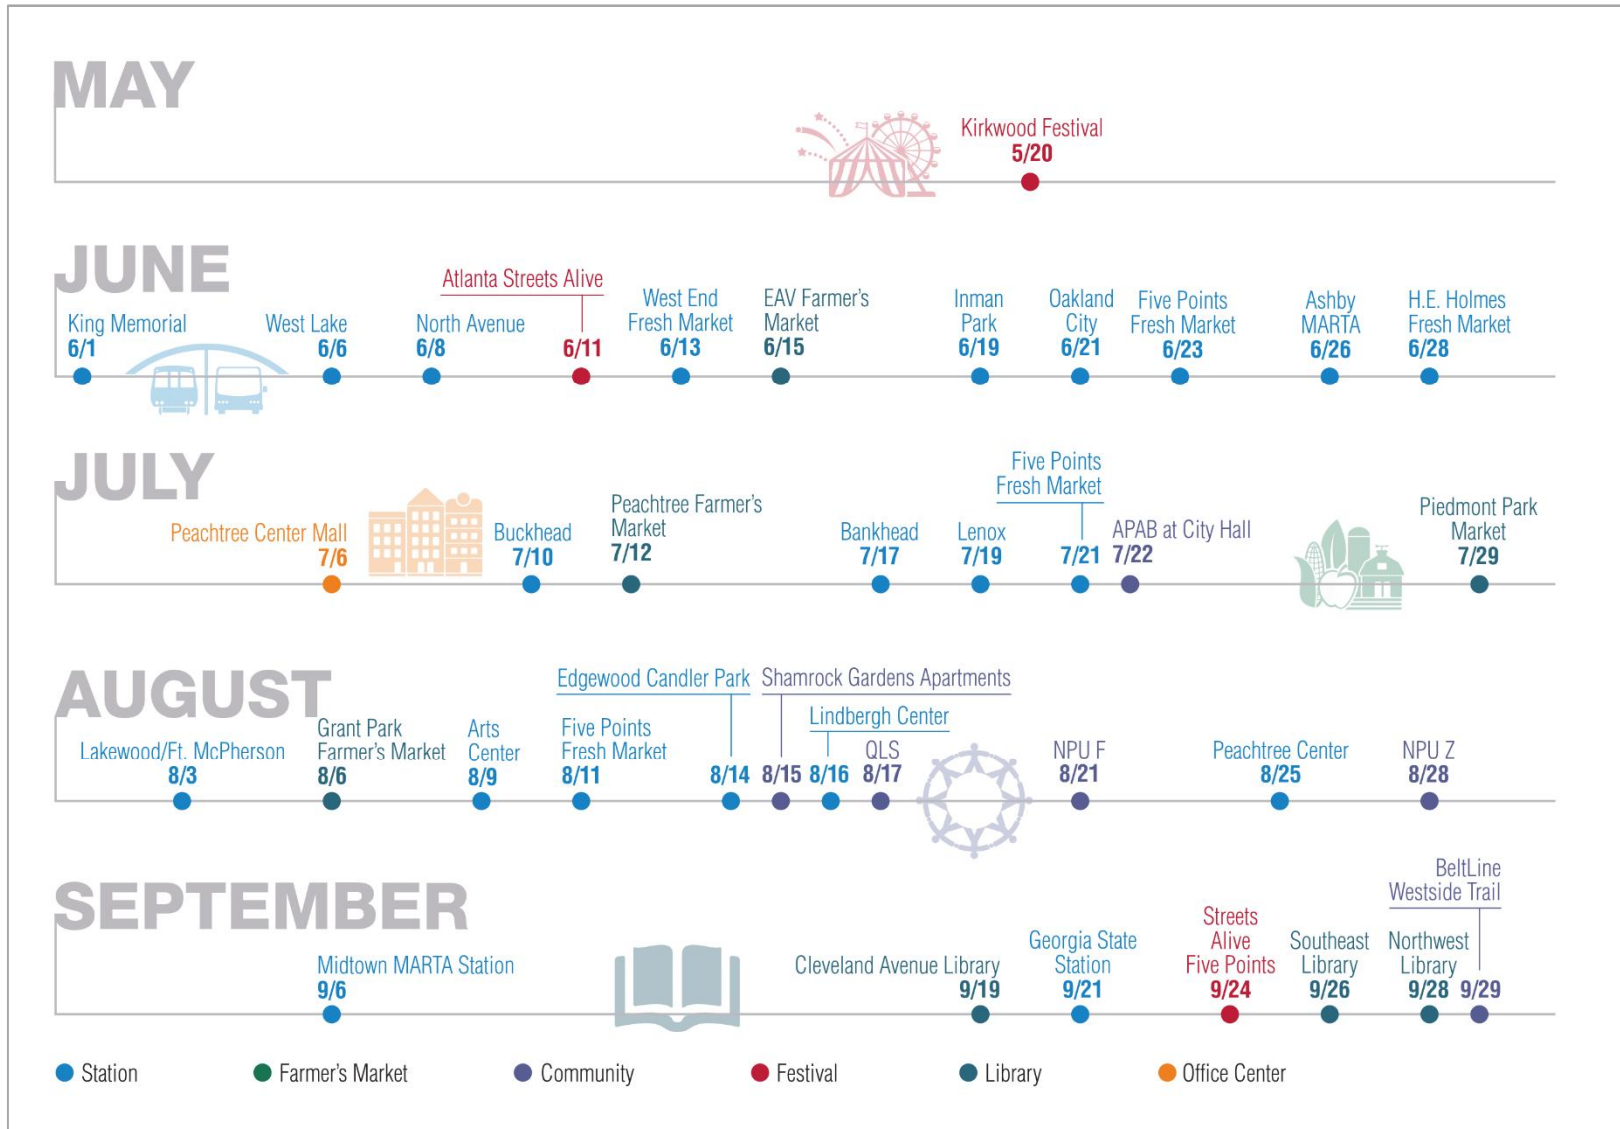 MAY
Kirkwood Festival
5/20
JUNE
King Memorial
6/1
West Lake
6/6
North Avenue
6/8
Atlanta Streets Alive
6/11
West End
Fresh Market
6/13
EAV Farmer's
Market
6/15
Inman
Park
6/19
Oakland
City
6/21
Five Points
Fresh Market
6/23
Ashby
MARTA
6/26
H.E. Holmes
Fresh Market
6/28
JULY
Peachtree Center Mall
7/6
Buckhead
7/10
Peachtree Farmer's
Market
7/12
Bankhead
7/17
Lenox
7/19
Five Points
Fresh Market
7/21
APAB at City Hall
7/22
Piedmont Park
Market
7/29
AUGUST
Lakewood/Ft. McPherson
8/3
Grant Park
Farmer's Market
8/6
Arts
Center
8/9
Five Points
Fresh Market
8/11
Edgewood Candler Park
8/14
Shamrock Gardens Apartments
8/15
Lindbergh Center
8/16
QLS
8/17
NPU F
8/21
Peachtree Center
8/25
NPU Z
8/28
SEPTEMBER
Midtown MARTA Station
9/6
Cleveland Avenue Library
9/19
Georgia State
Station
9/21
Streets
Alive
Five Points
9/24
Southeast
Library
9/26
Northwest
Library
9/28
BeltLine
Westside Trail
9/29
Station
Farmer's Market
Community
Festival
Library
Office Center